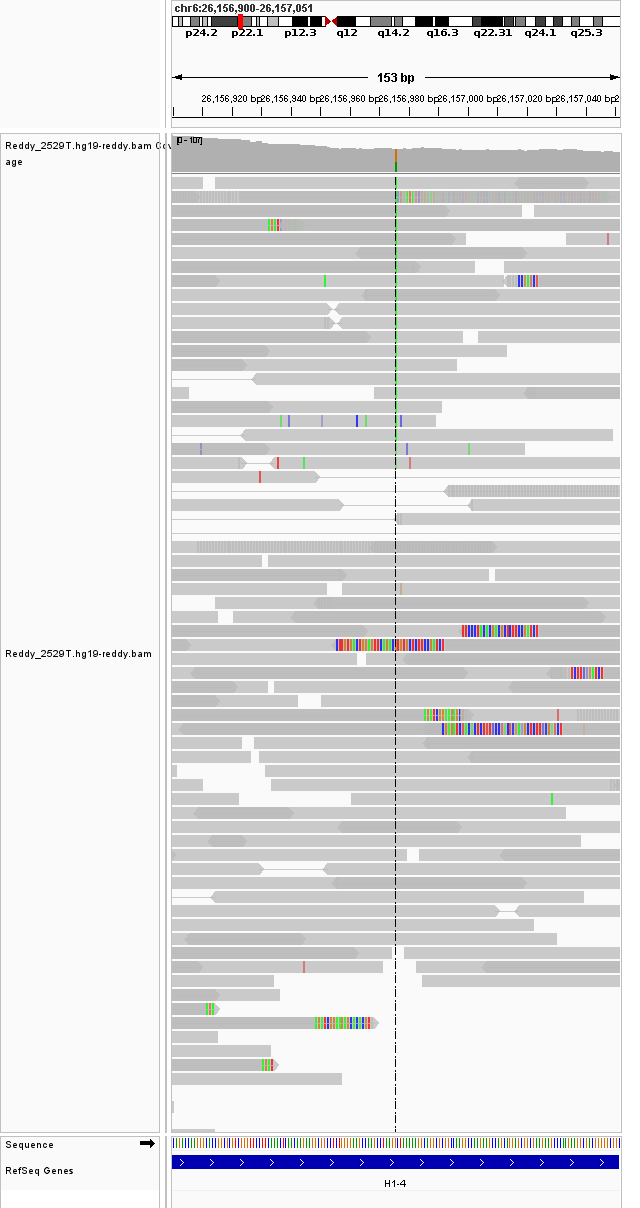 chr6:26,156,900-26,157,051
p24.2 p22.1 p12.3 q12 q14.2 q16.3 q22.31 q24.1 q25.3
153 bp
26,156,920 bp 26,156,940 bp 26,156,960 bp 26,156,980 bp 26,157,000 bp 26,157,020 bp 26,157,040 bp
Reddy_2529T.hg19-reddy.bam Cov
age
[0 - 107]
Reddy_2529T.hg19-reddy.bam
Sequence
RefSeq Genes
H1-4